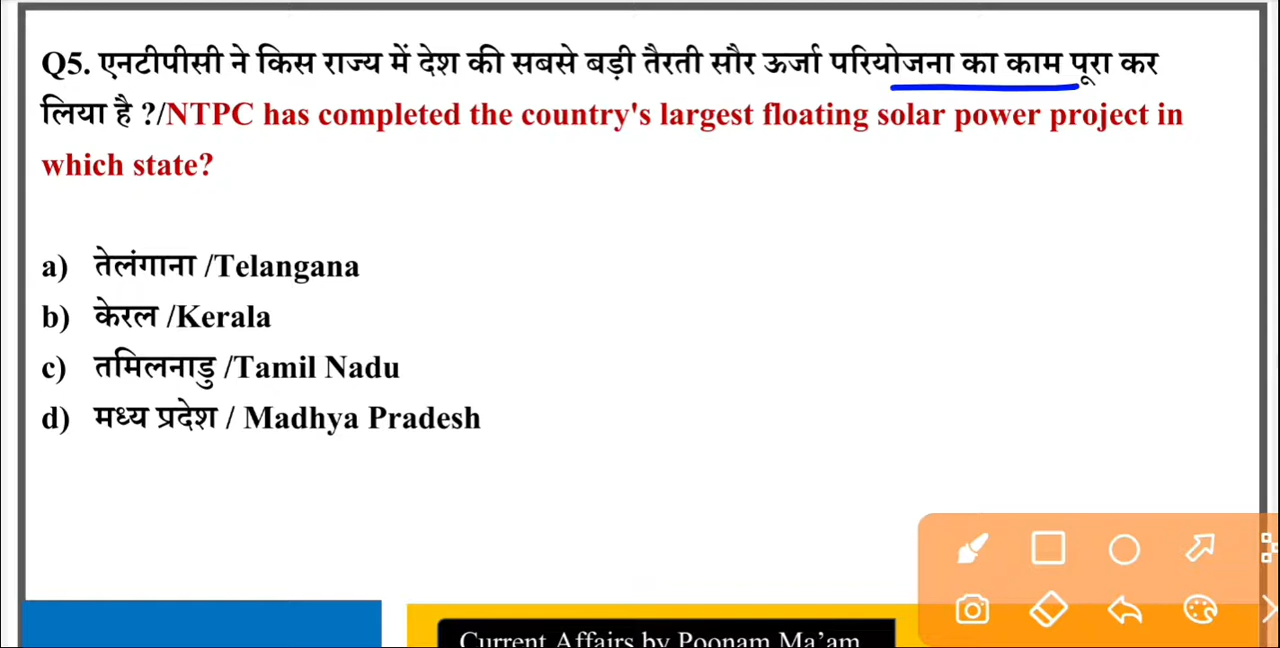 Q5. एनटीपीसी ने किस राज्य में देश की सबसे बड़ी तैरती सौर ऊर्जा परियोजना का काम पूरा कर
लिया है ?/NTPC has completed the country's largest floating solar power project in
which state?
a) तेलंगाना /Telangana
b) केरल /Kerala
c) तमिलनाडु /Tamil Nadu
d) मध्य प्रदेश / Madhya Pradesh
Current Affairs by Poonam Ma’am